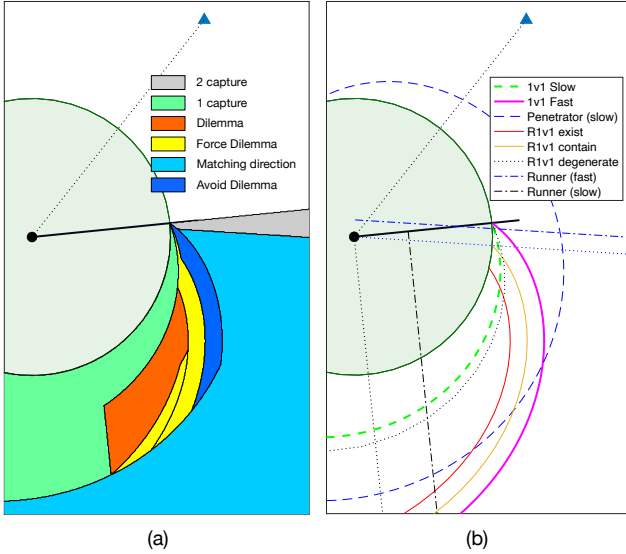 2 capture
1 capture
Dilemma
Force Dilemma
Matching direction
Avoid Dilemma
(a)
1v1 Slow
1v1 Fast
Penetrator (slow)
R1v1 exist
R1v1 contain
R1v1 degenerate
Runner (fast)
Runner (slow)
(b)